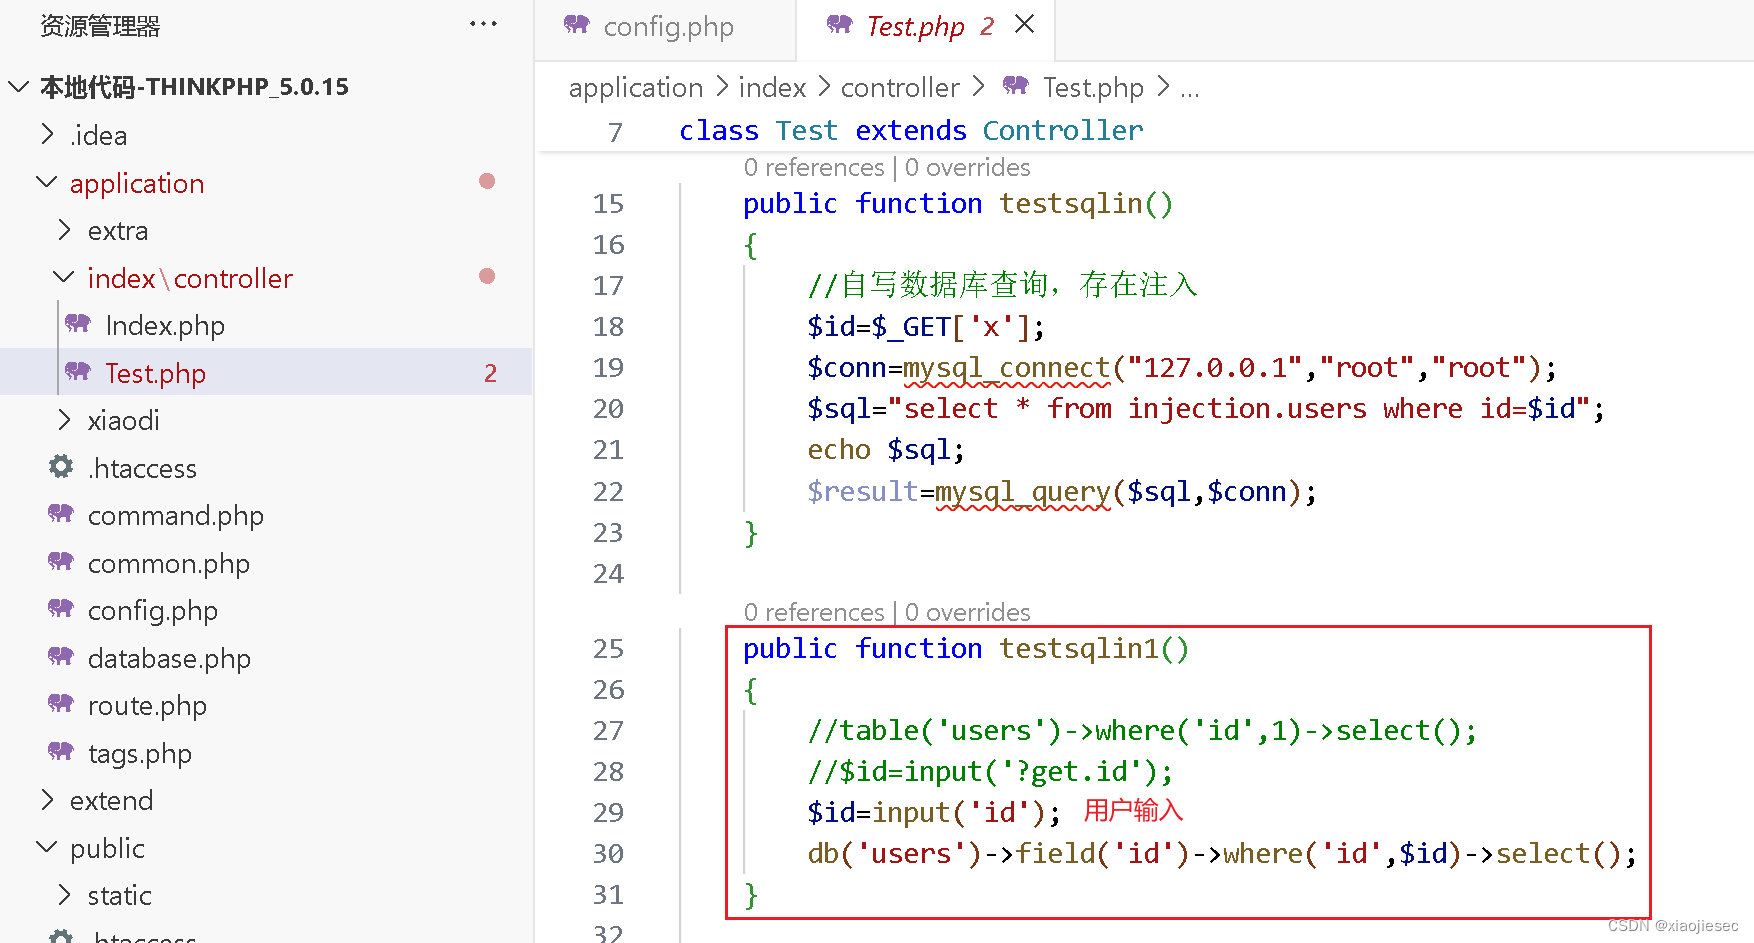 资源管理器
...
本地代码-THINKPHP_5.0.15
.idea
application
extra
index\controller
Index.php
Test.php 2
xiaodi
.htaccess
command.php
common.php
config.php
database.php
route.php
tags.php
extend
public
static
.htaccess
config.php
Test.php 2
application > index > controller > Test.php > ...
7 class Test extends Controller
0 references | 0 overrides
15 public function testsqlin()
16 {
17 //自写数据库查询，存在注入
18 $id=$_GET['x'];
19 $conn=mysql_connect("127.0.0.1","root","root");
20 $sql="select * from injection.users where id=$id";
21 echo $sql;
22 $result=mysql_query($sql,$conn);
23 }
24
0 references | 0 overrides
25 public function testsqlin1()
26 {
27 //table('users')->where('id',1)->select();
28 //$id=input('?get.id');
29 $id=input('id'); 用户输入
30 db('users')->field('id')->where('id',$id)->select();
31 }
32
CSDN @xiaojiesec